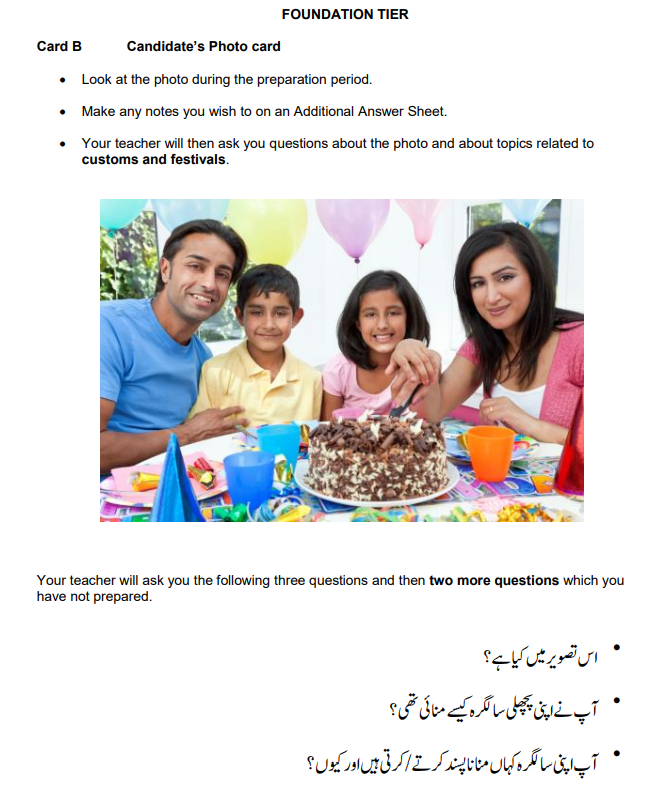 FOUNDATION TIER
Card B Candidate's Photo card
• Look at the photo during the preparation period.
• Make any notes you wish to on an Additional Answer Sheet.
• Your teacher will then ask you questions about the photo and about topics related to
customs and festivals.
Your teacher will ask you the following three questions and then two more questions which you
have not prepared.
• اس تصویر میں کیا ہے؟
• آپ نے اپنی پچھلی سالگرہ کیسے منائی تھی؟
• آپ اپنی سالگرہ کہاں منانا پسند کرتے/کرتی ہیں اور کیوں؟